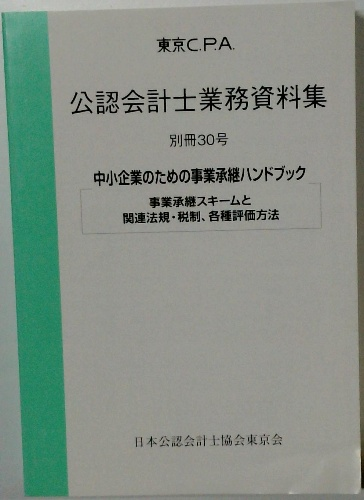 東京C.P.A.
公認会計士業務資料集
別冊30号
中小企業のための事業承継ハンドブック
事業承継スキームと
関連法規・税制、各種評価方法
日本公認会計士協会東京会